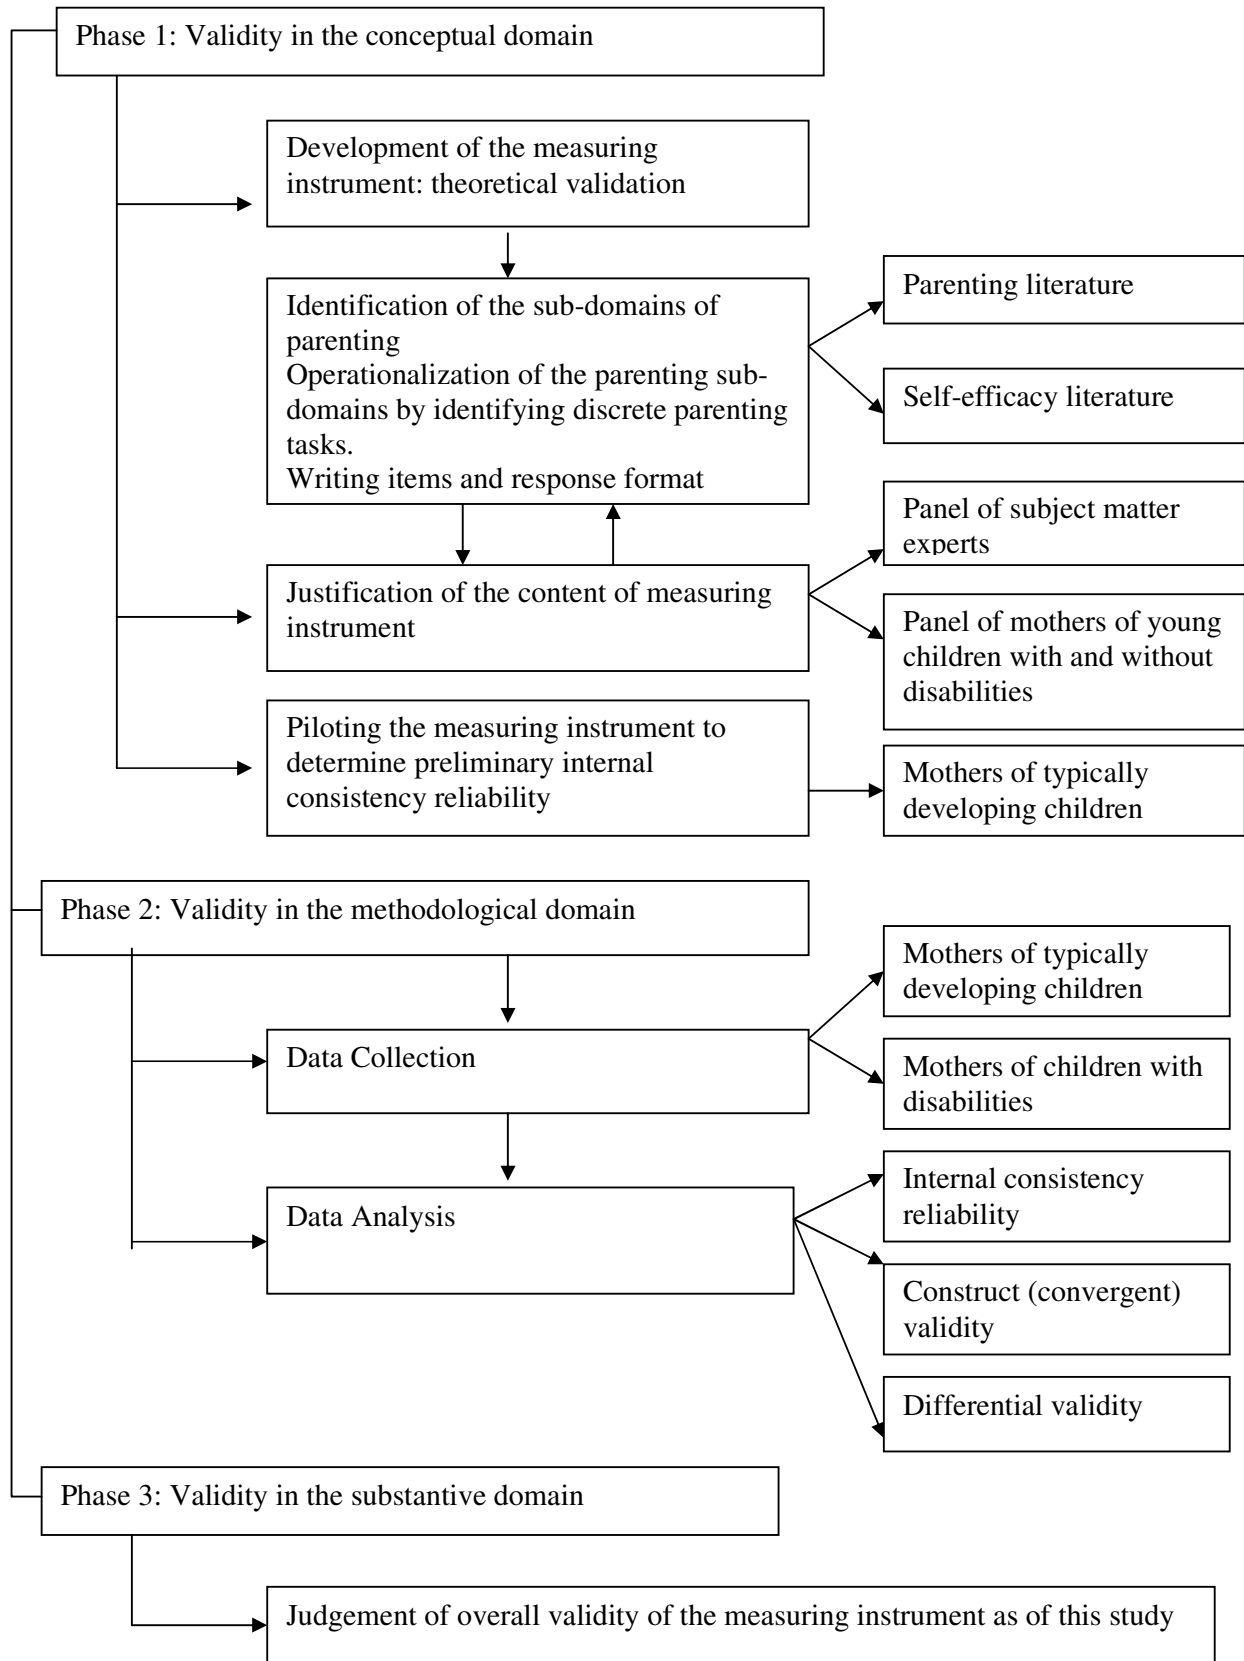 Phase 1: Validity in the conceptual domain
Development of the measuring
instrument: theoretical validation
Identification of the sub-domains of
parenting
Operationalization of the parenting sub-
domains by identifying discrete parenting
tasks.
Writing items and response format
Parenting literature
Self-efficacy literature
Justification of the content of measuring
instrument
Panel of subject matter
experts
Panel of mothers of young
children with and without
disabilities
Piloting the measuring instrument to
determine preliminary internal
consistency reliability
Mothers of typically
developing children
Phase 2: Validity in the methodological domain
Data Collection
Mothers of typically
developing children
Mothers of children with
disabilities
Data Analysis
Internal consistency
reliability
Construct (convergent)
validity
Differential validity
Phase 3: Validity in the substantive domain
Judgement of overall validity of the measuring instrument as of this study